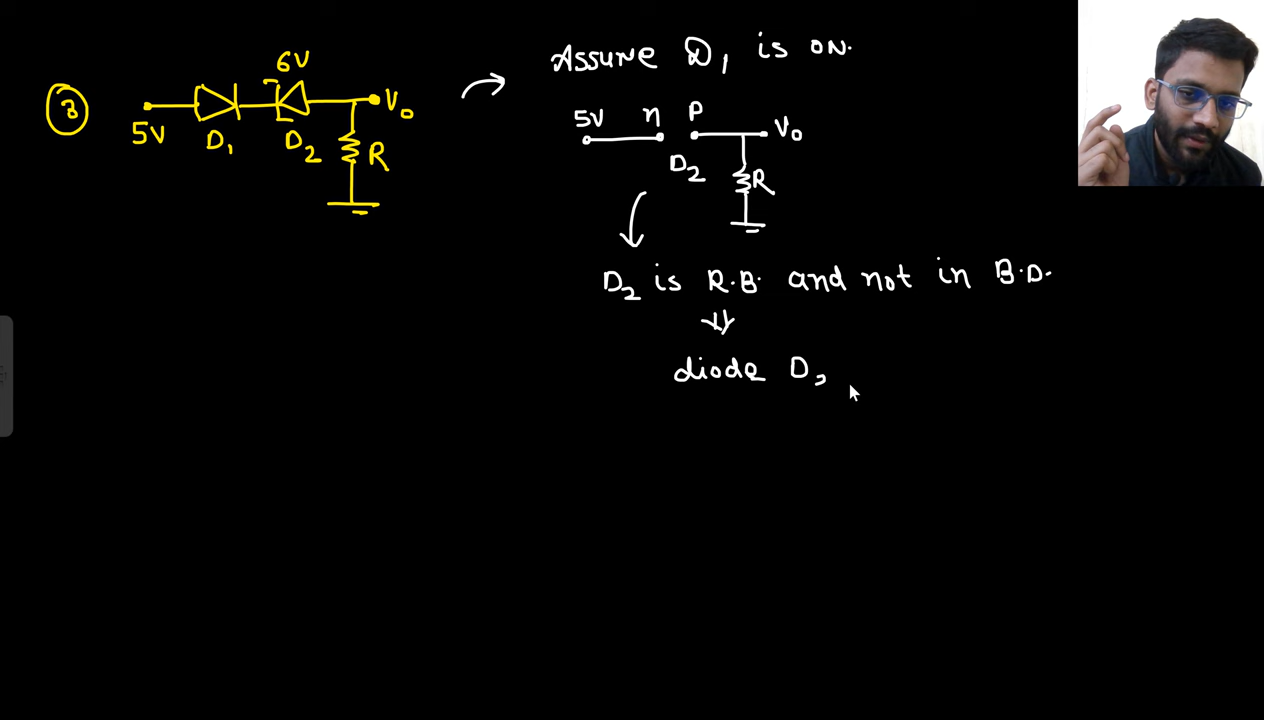 3
6V
5V
D1
D2
R
V0
Assume D1 is ON.
5V n P V0
D2
R
D2 is R.B. and not in B.D.
diode D2